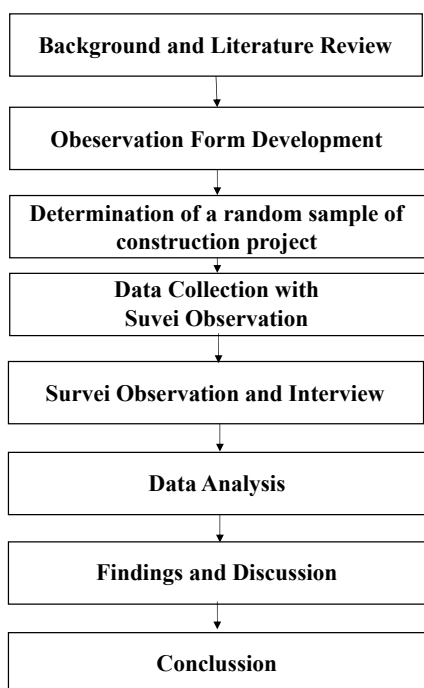 Background and Literature Review
Obeservation Form Development
Determination of a random sample of
construction project
Data Collection with
Suvei Observation
Survei Observation and Interview
Data Analysis
Findings and Discussion
Conclussion